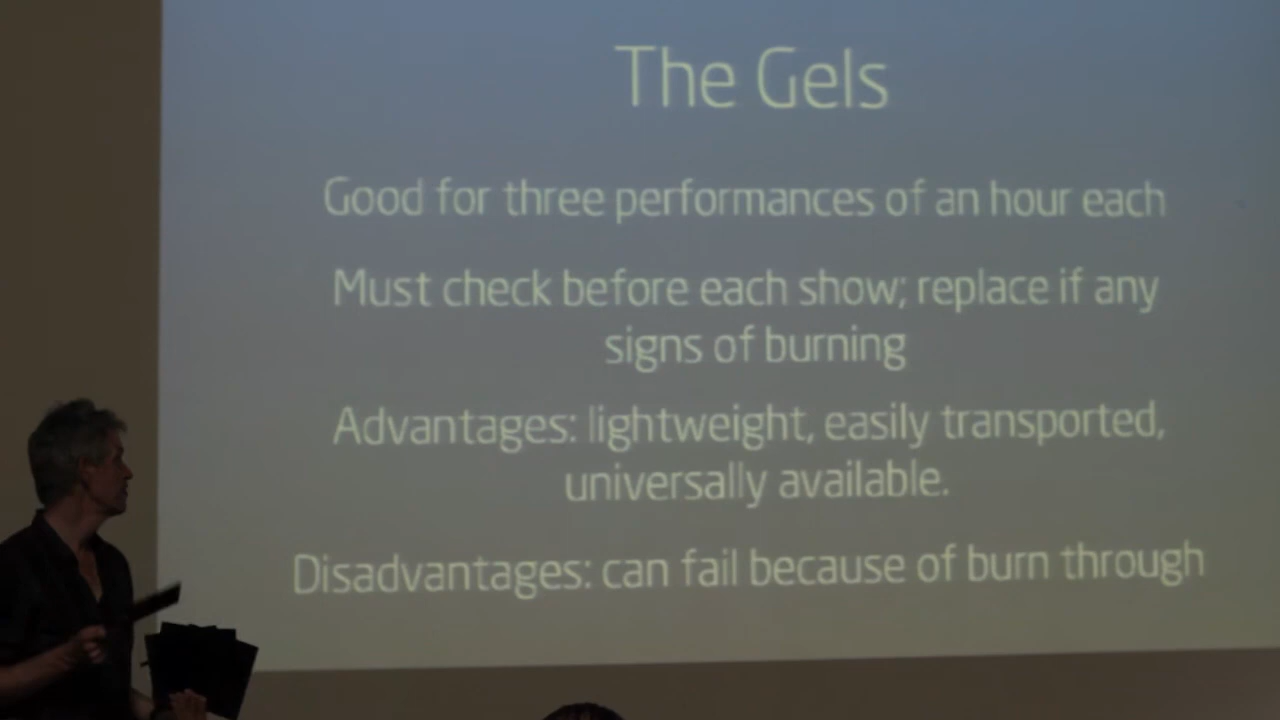 The Gels
Good for three performances of an hour each
Must check before each show; replace if any
signs of burning
Advantages: lightweight, easily transported,
universally available.
Disadvantages: can fail because of burn through